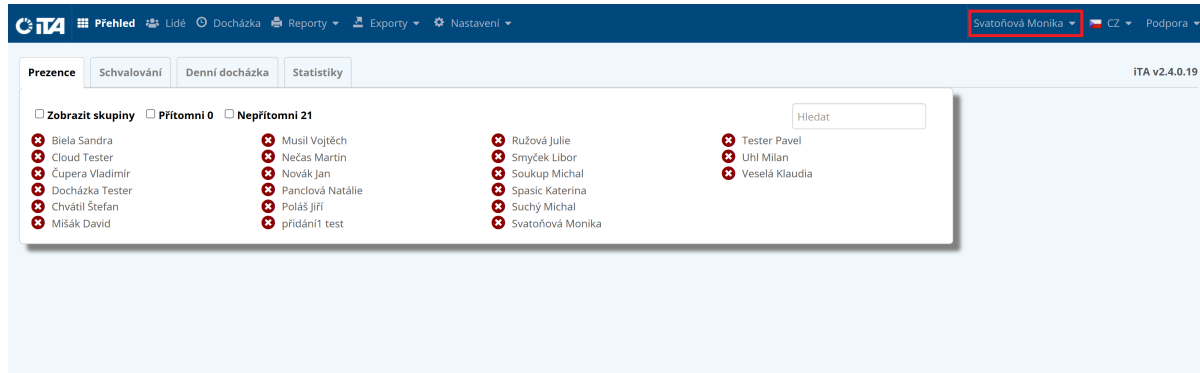 iTA Přehled Lidé Docházka Reporty Exporty Nastavení Svatoňová Monika CZ Podpora
Prezence Schvalování Denní docházka Statistiky iTA v2.4.0.19
Zobrazit skupiny Přítomni 0 Nepřítomni 21 Hledat
Biela Sandra Musil Vojtěch Ružová Julie Tester Pavel
Cloud Tester Nečas Martin Smyček Libor Uhl Milan
Čupera Vladimír Novák Jan Soukup Michal Veselá Klaudia
Docházka Tester Panclová Natálie Spasic Katerina
Chvátil Štefan Poláš Jiří Suchý Michal
Mišák David přidání1 test Svatoňová Monika